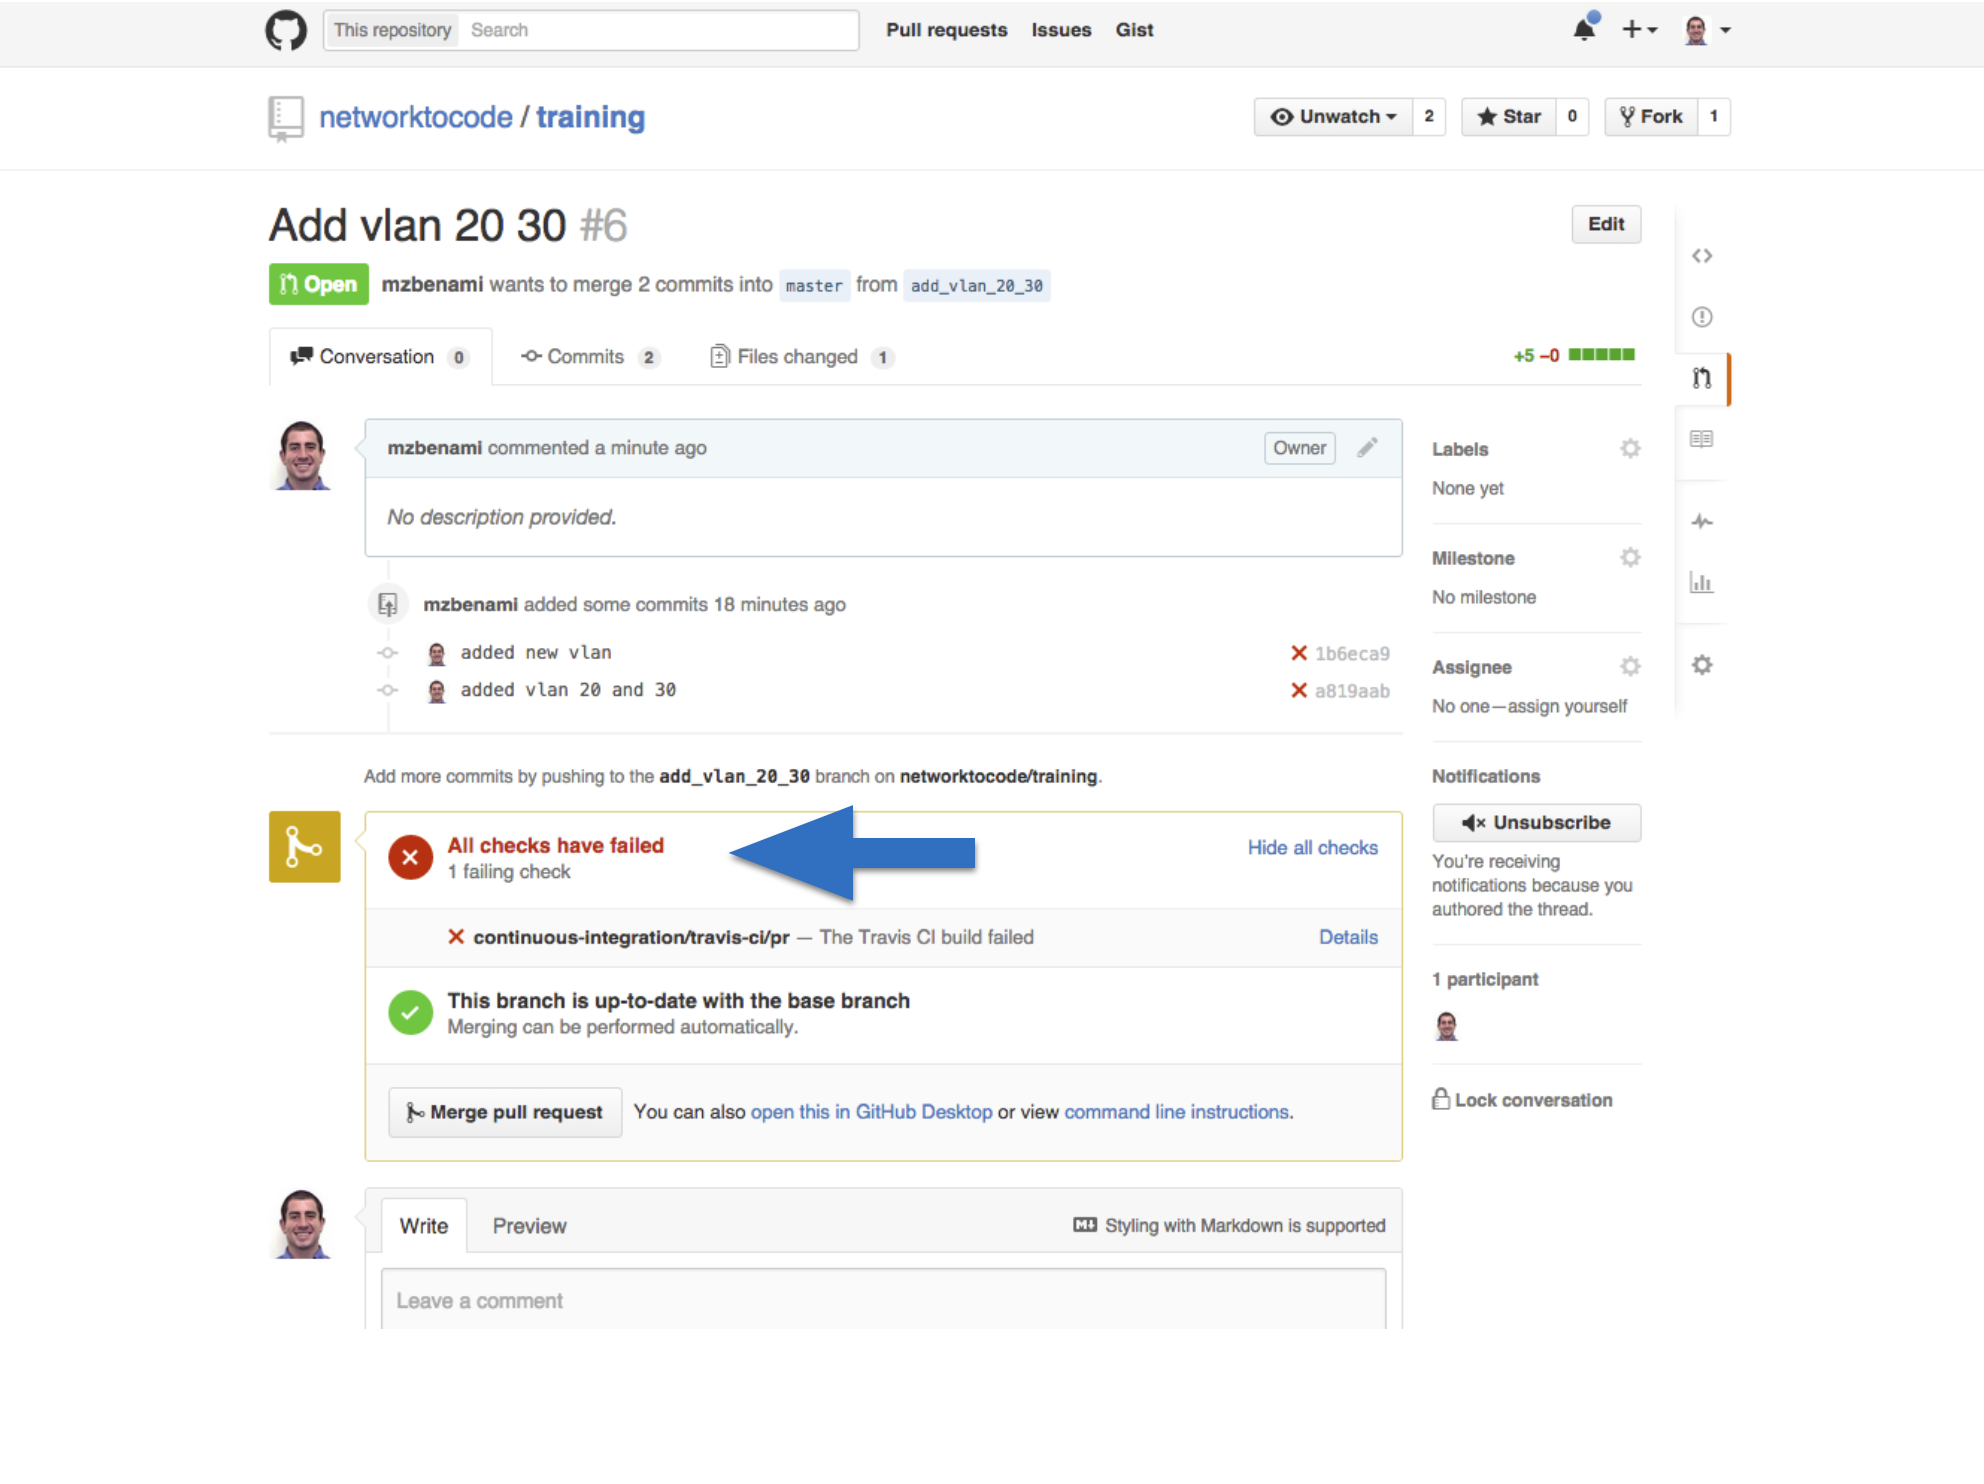 This repository Search Pull requests Issues Gist
networktocode / training Unwatch 2 Star 0 Fork 1
Add vlan 20 30 #6 Edit
Open mzbenami wants to merge 2 commits into master from add_vlan_20_30
Conversation 0 Commits 2 Files changed 1 +5 −0
mzbenami commented a minute ago Owner
No description provided.
mzbenami added some commits 18 minutes ago
added new vlan 1b6eca9
added vlan 20 and 30 a819aab
Add more commits by pushing to the add_vlan_20_30 branch on networktocode/training.
All checks have failed Hide all checks
1 failing check
continuous-integration/travis-ci/pr — The Travis CI build failed Details
This branch is up-to-date with the base branch
Merging can be performed automatically.
Merge pull request You can also open this in GitHub Desktop or view command line instructions.
Write Preview Styling with Markdown is supported
Leave a comment
Labels
None yet
Milestone
No milestone
Assignee
No one—assign yourself
Notifications
Unsubscribe
You're receiving
notifications because you
authored the thread.
1 participant
Lock conversation